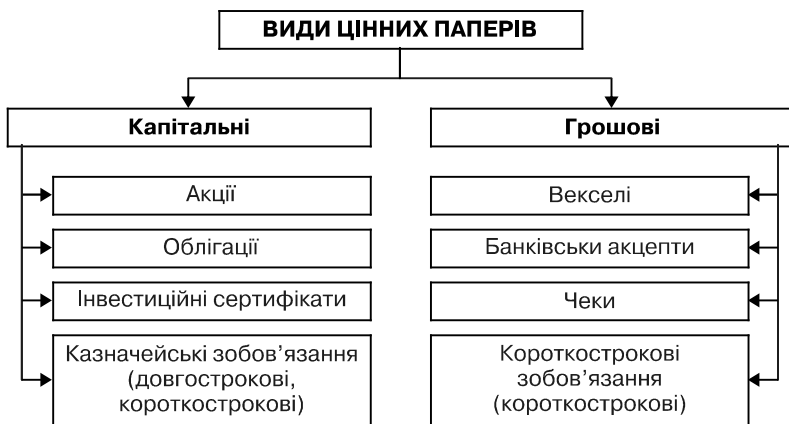 ВИДИ ЦІННИХ ПАПЕРІВ
Капітальні
Грошові
Акції
Векселі
Облігації
Банківськи акцепти
Інвестиційні сертифікати
Чеки
Казначейські зобов’язання
(довгострокові,
короткострокові)
Короткострокові
зобов’язання
(короткострокові)